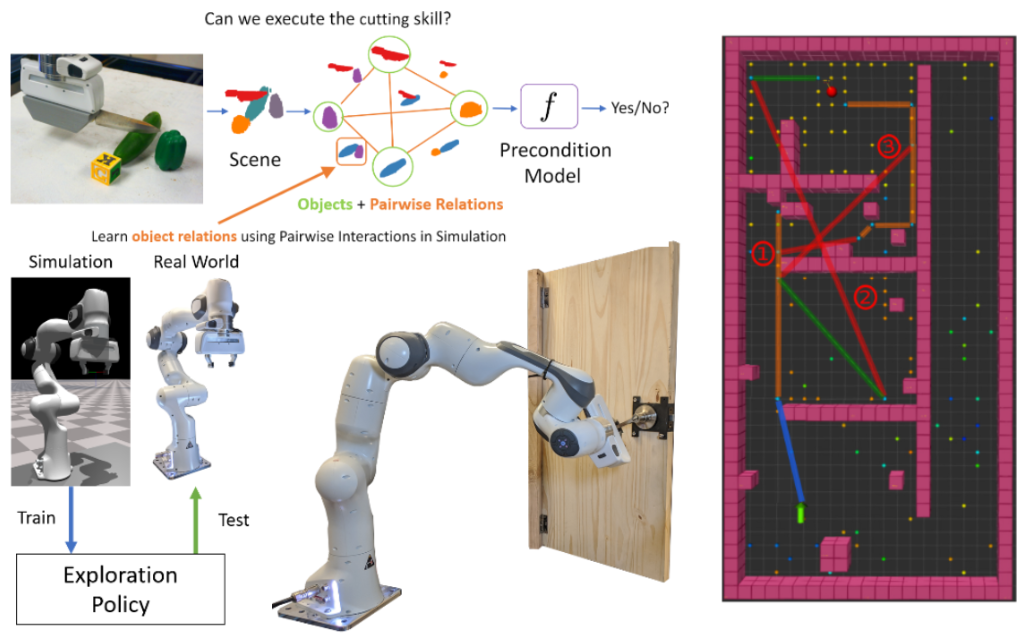 Can we execute the cutting skill?
Scene
f
Yes/No?
Precondition
Model
Objects + Pairwise Relations
Learn object relations using Pairwise Interactions in Simulation
Simulation
Real World
Train
Test
Exploration
Policy
③
①
②